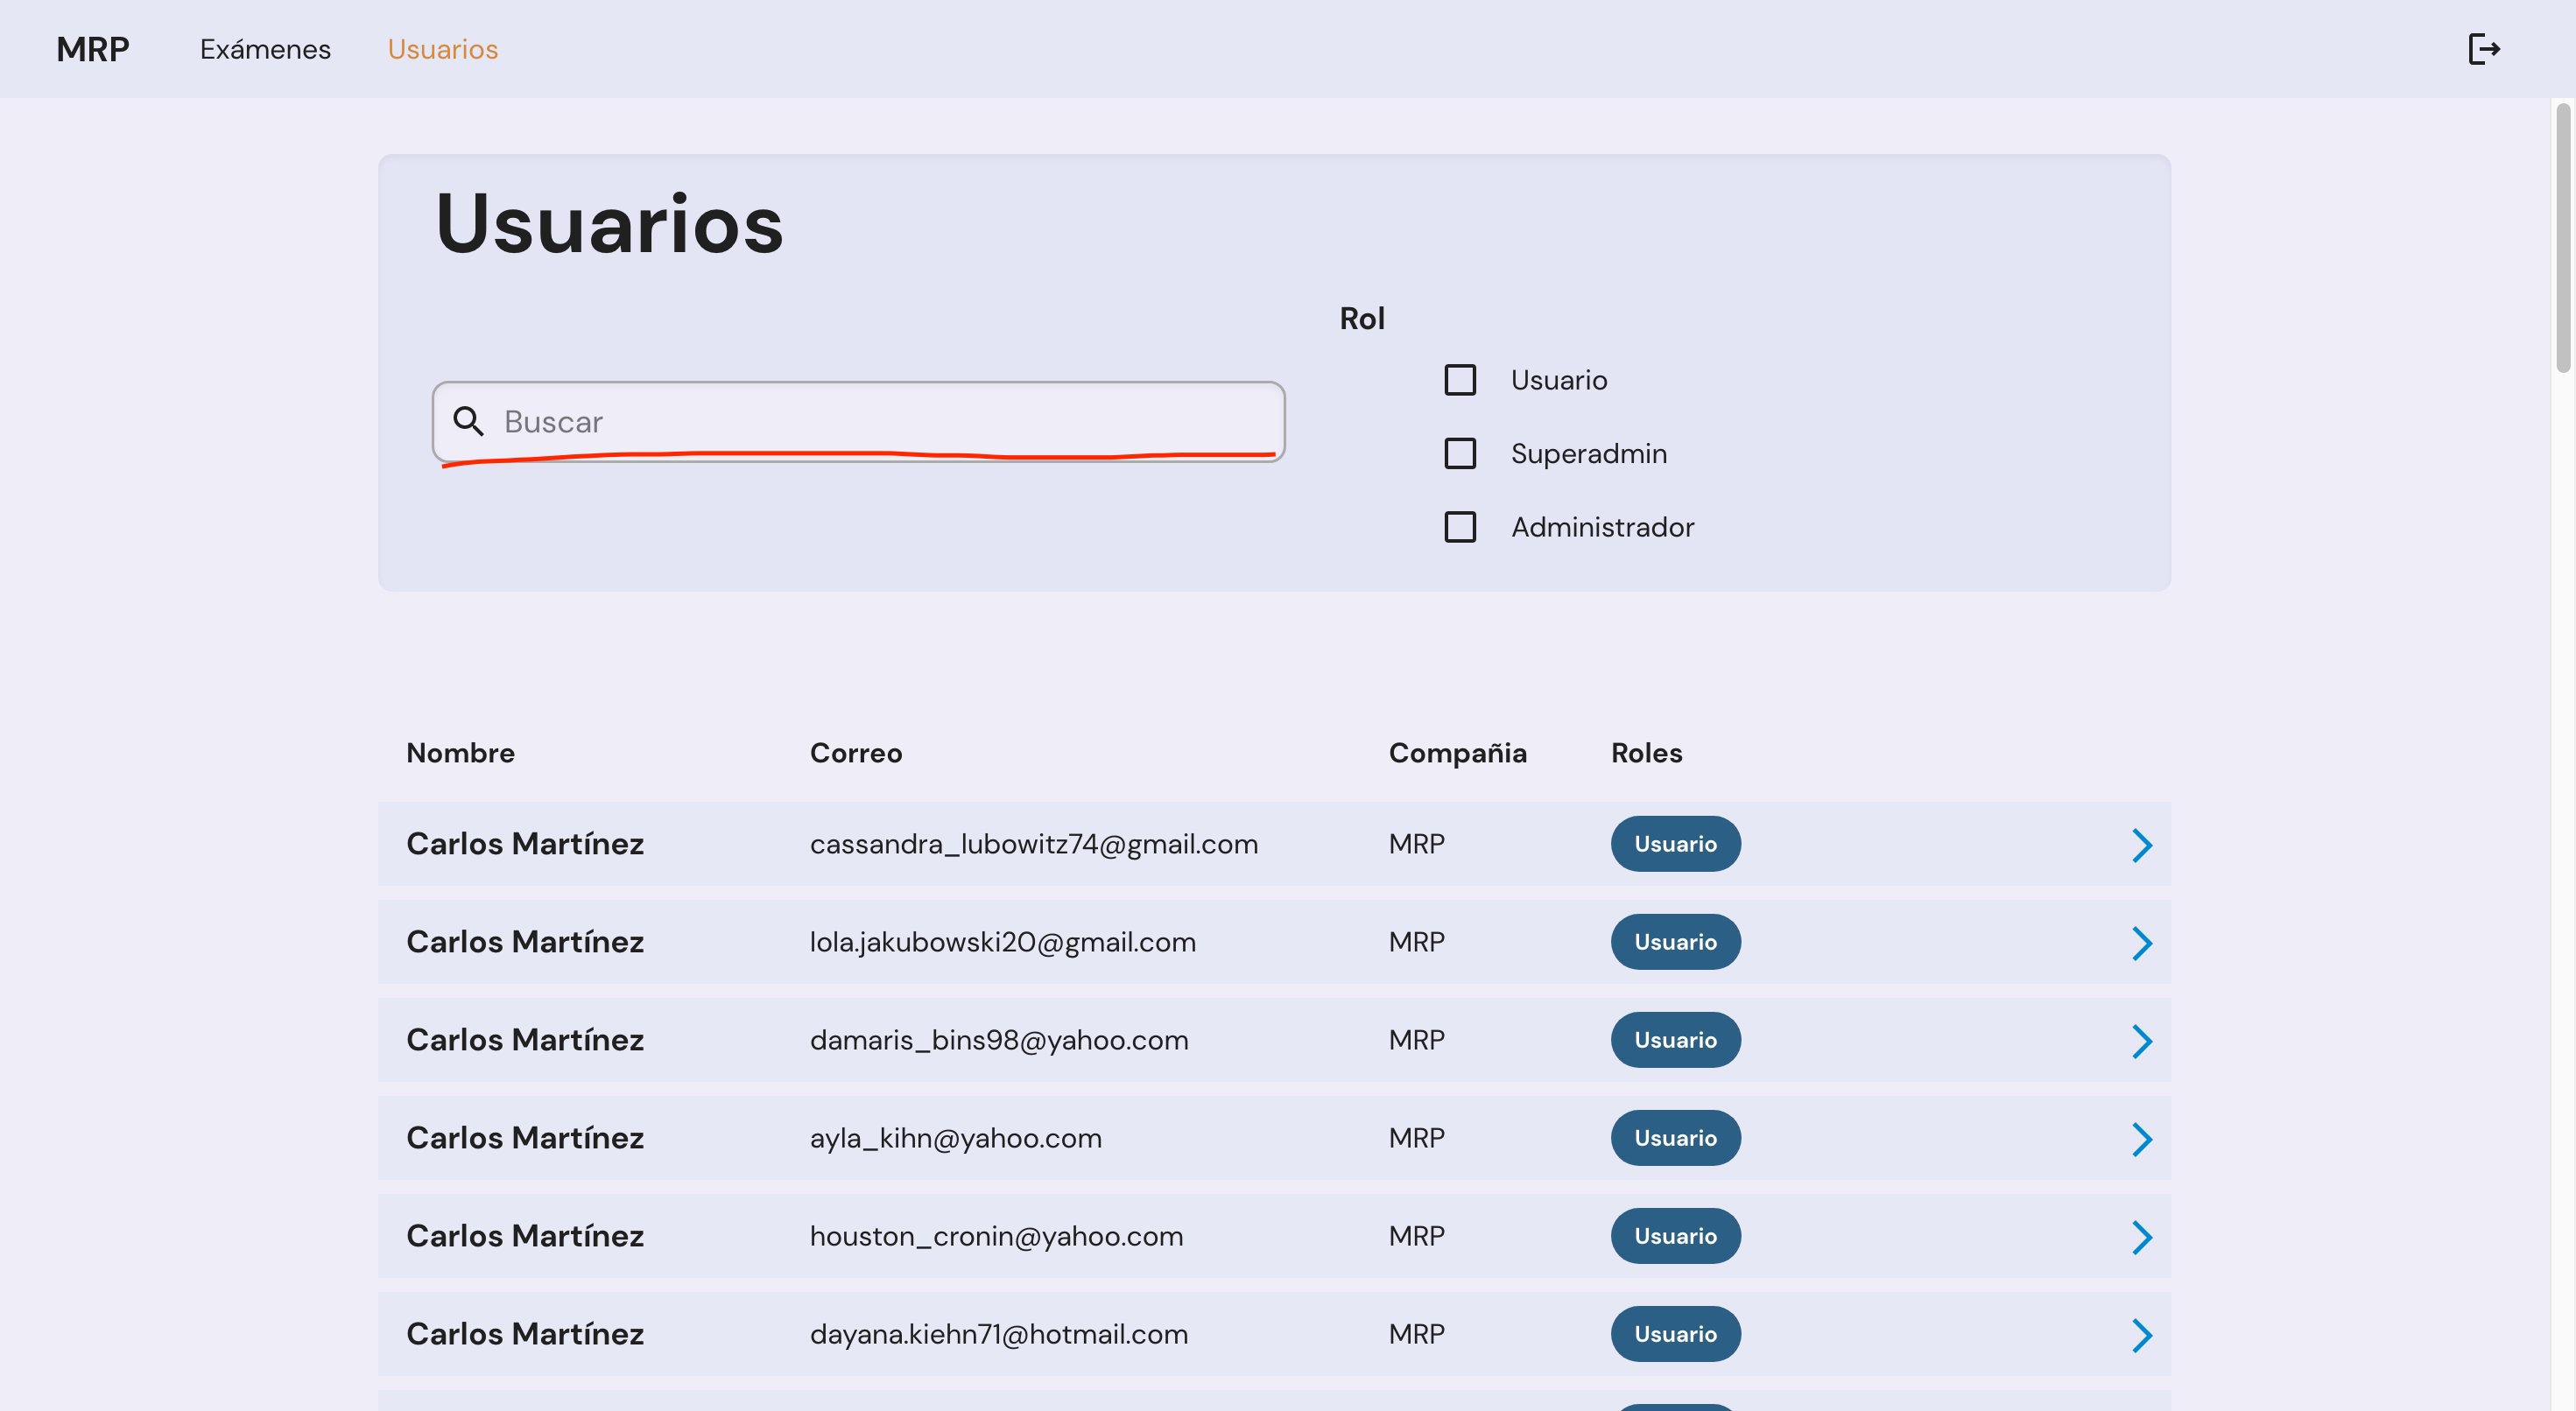 MRP Exámenes Usuarios
Usuarios
Rol
Buscar
Usuario
Superadmin
Administrador
Nombre Correo Compañia Roles
Carlos Martínez cassandra_lubowitz74@gmail.com MRP Usuario
Carlos Martínez lola.jakubowski20@gmail.com MRP Usuario
Carlos Martínez damaris_bins98@yahoo.com MRP Usuario
Carlos Martínez ayla_kihn@yahoo.com MRP Usuario
Carlos Martínez houston_cronin@yahoo.com MRP Usuario
Carlos Martínez dayana.kiehn71@hotmail.com MRP Usuario